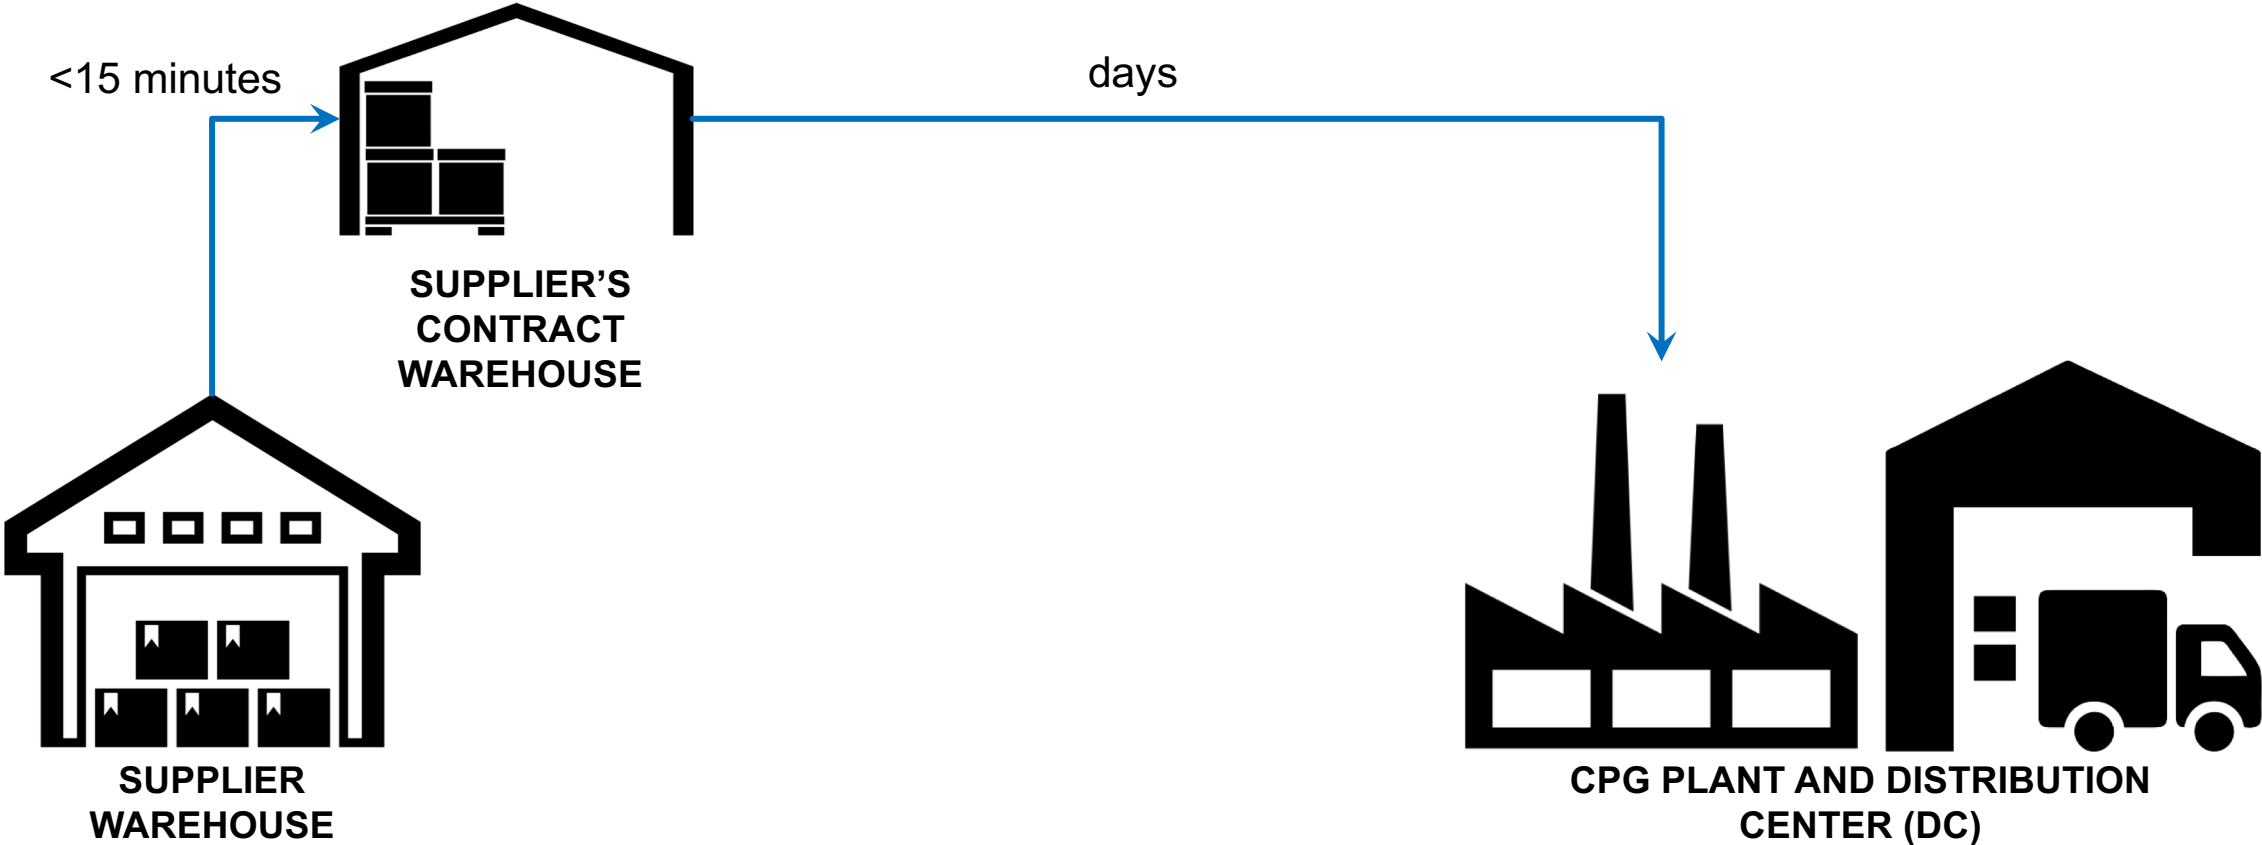 <15 minutes
days
SUPPLIER’S
CONTRACT
WAREHOUSE
SUPPLIER
WAREHOUSE
CPG PLANT AND DISTRIBUTION
CENTER (DC)